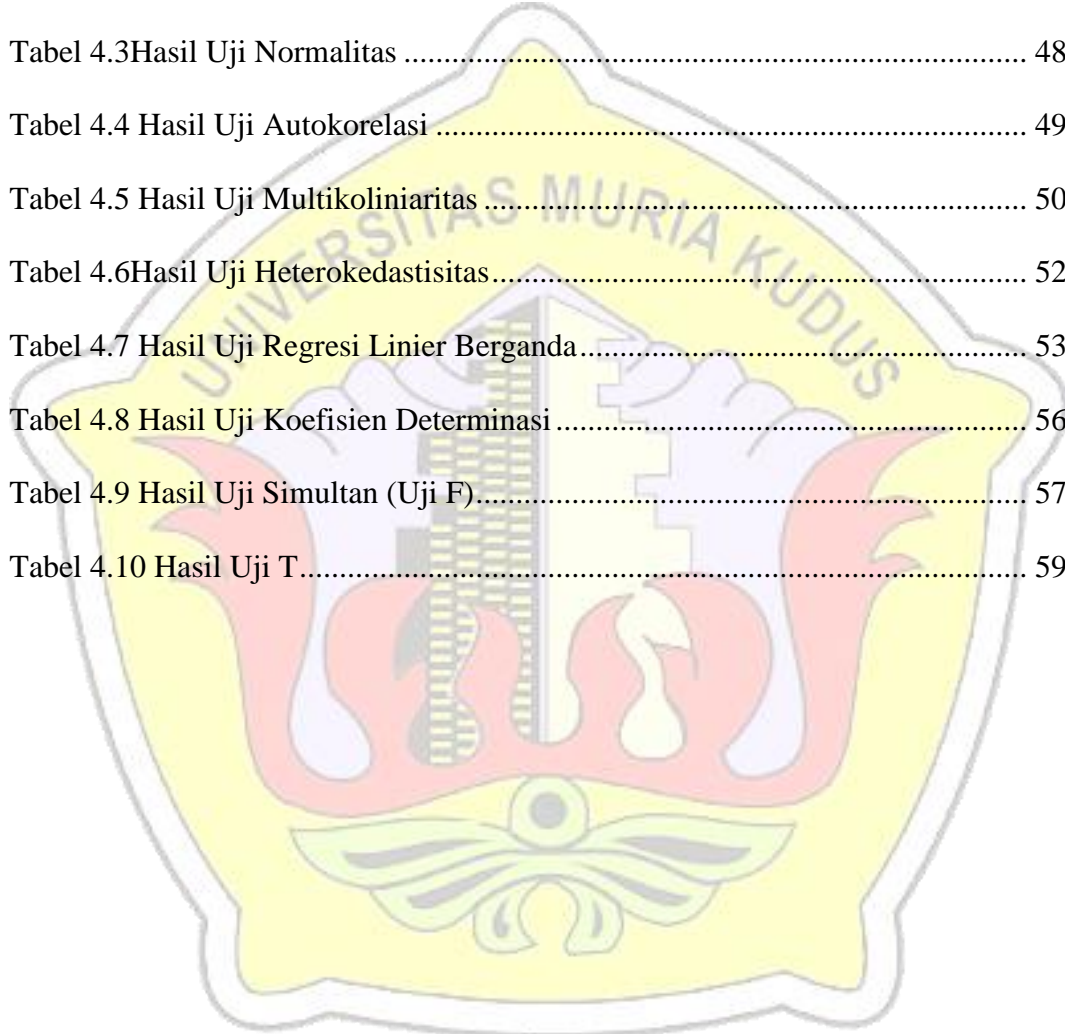 Tabel 4.3Hasil Uji Normalitas ........................................................................................ 48
Tabel 4.4 Hasil Uji Autokorelasi ................................................................................... 49
Tabel 4.5 Hasil Uji Multikoliniaritas ............................................................................ 50
UNIVERSITAS MURIA KUDUS
Tabel 4.6Hasil Uji Heterokedastisitas ........................................................................... 52
Tabel 4.7 Hasil Uji Regresi Linier Berganda ............................................................... 53
Tabel 4.8 Hasil Uji Koefisien Determinasi ................................................................... 56
Tabel 4.9 Hasil Uji Simultan (Uji F) ............................................................................. 57
Tabel 4.10 Hasil Uji T ................................................................................................... 59